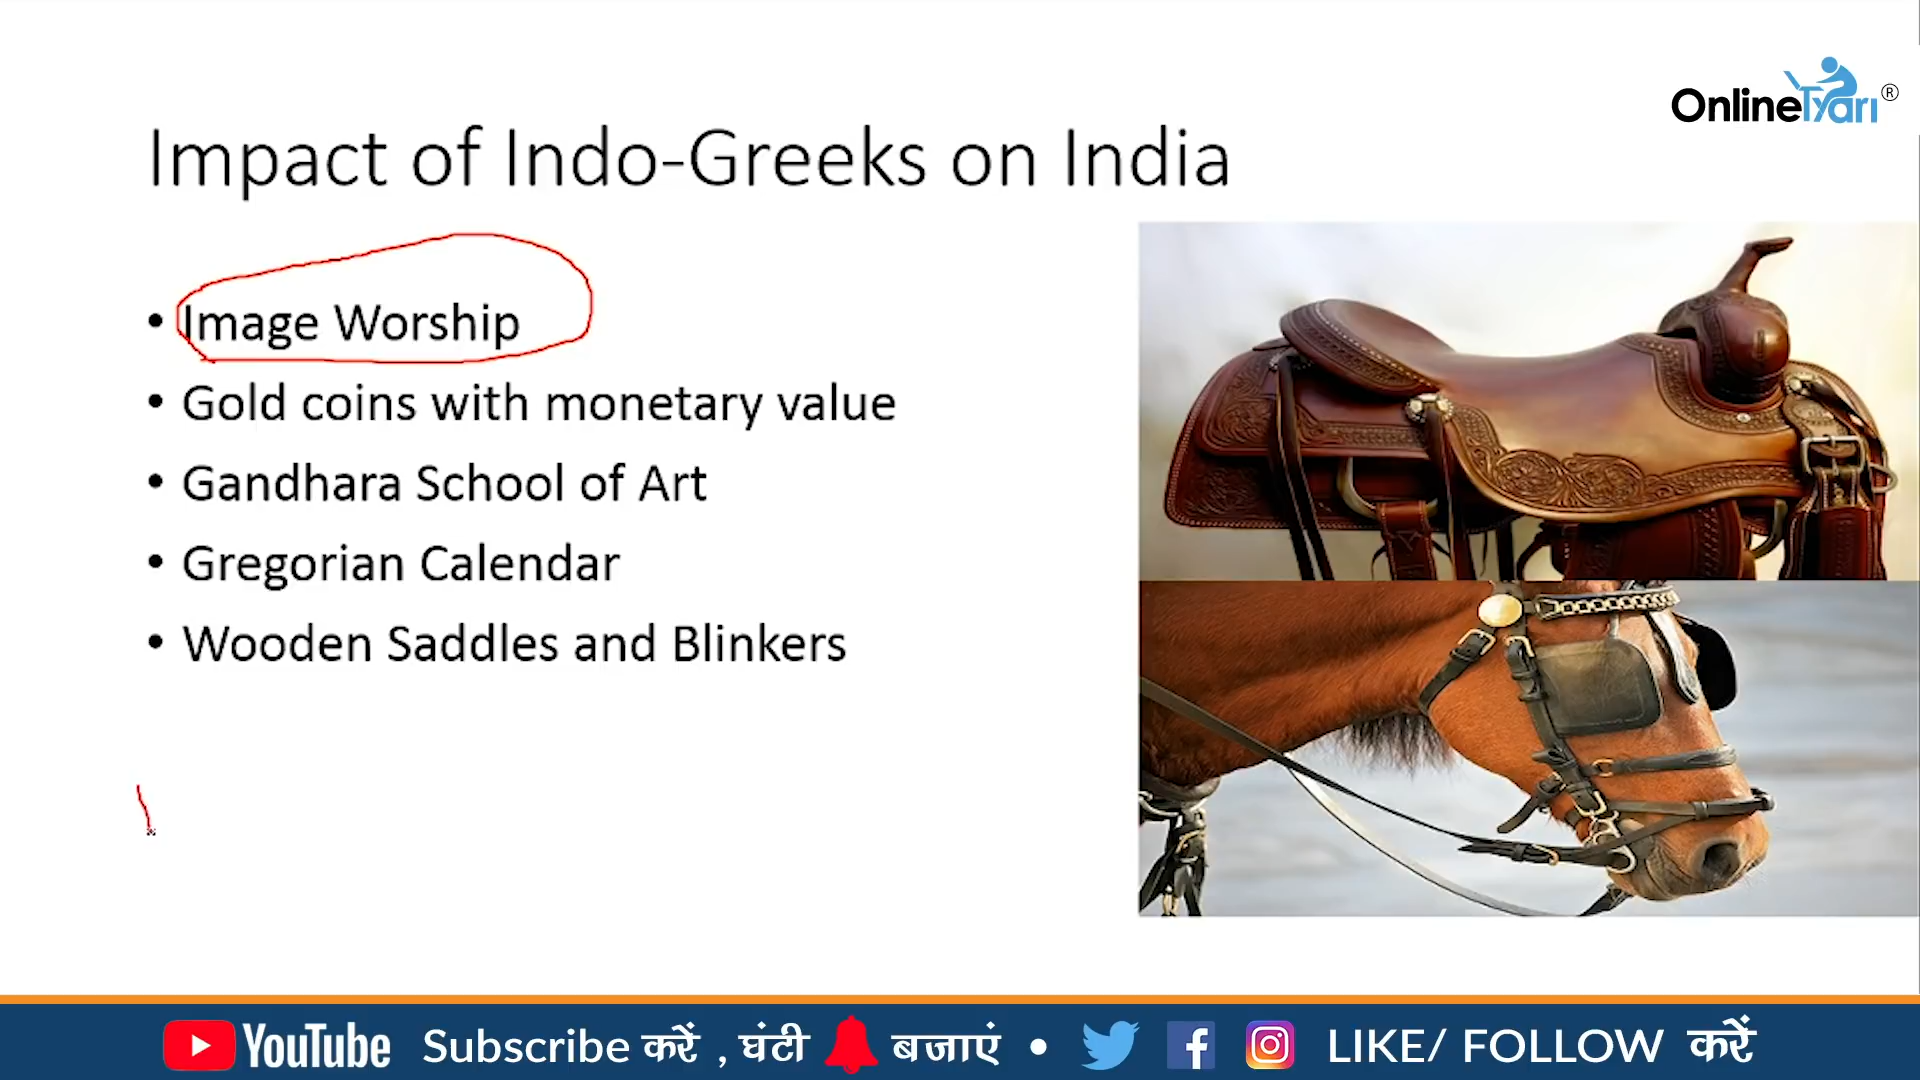 OnlineTyari®
Impact of Indo-Greeks on India
• Image Worship
• Gold coins with monetary value
• Gandhara School of Art
• Gregorian Calendar
• Wooden Saddles and Blinkers
YouTube Subscribe करें , घंटी बजाएं • LIKE/ FOLLOW करें